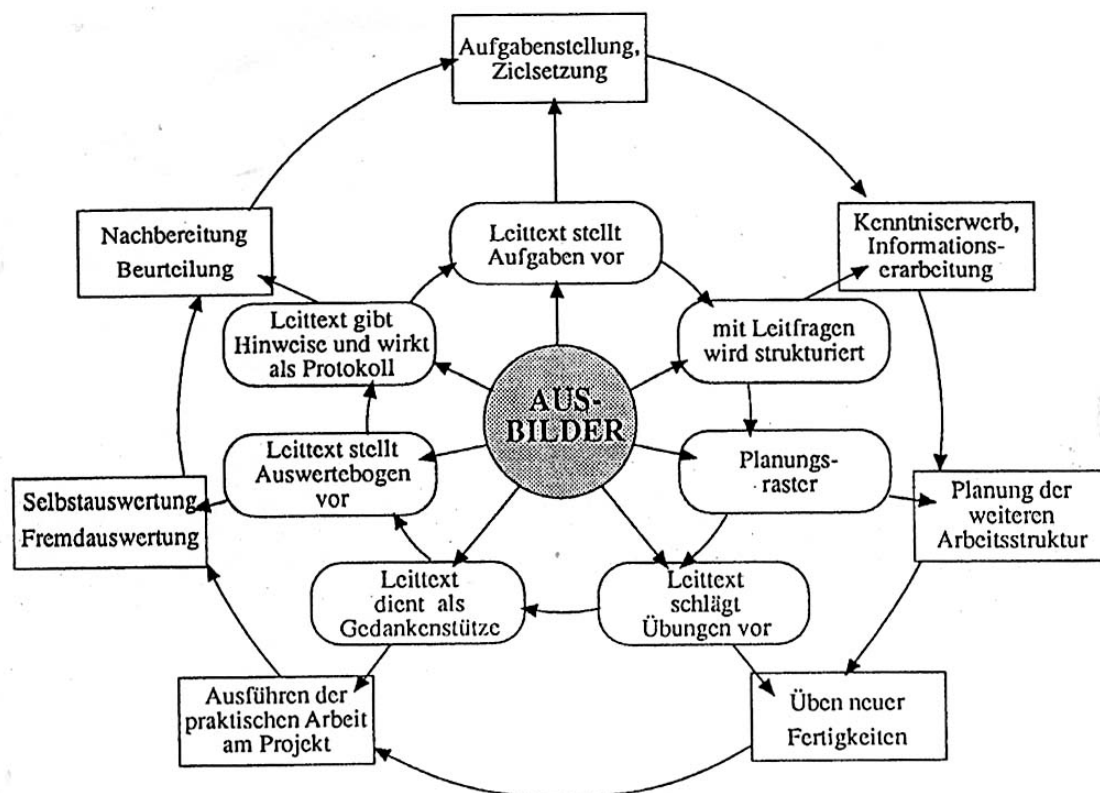 Aufgabenstellung,
Zielsetzung
Nachbereitung
Beurteilung
Leittext stellt
Aufgaben vor
Kenntniserwerb,
Informations-
erarbeitung
Leittext gibt
Hinweise und wirkt
als Protokoll
mit Leitfragen
wird strukturiert
AUS-
BILDER
Leittext stellt
Auswertebogen
vor
Planungs-
raster
Selbstauswertung
Fremdauswertung
Planung der
weiteren
Arbeitsstruktur
Leittext
dient als
Gedankenstütze
Leittext
schlägt
Übungen vor
Ausführen der
praktischen Arbeit
am Projekt
Üben neuer
Fertigkeiten